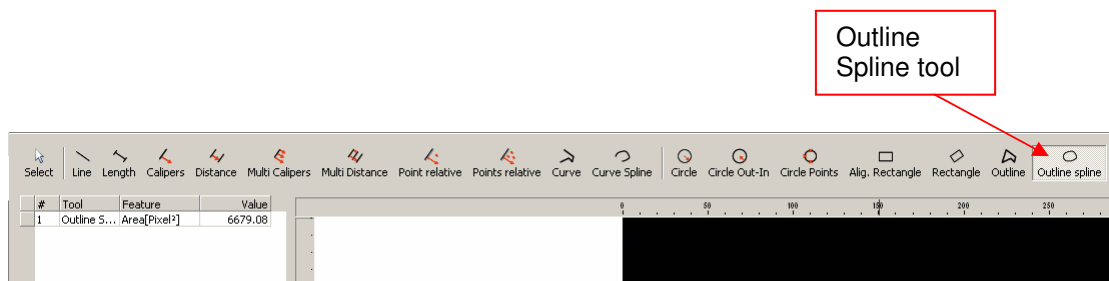 Outline
Spline tool
Select Line Length Calipers Distance Multi Calipers Multi Distance Point relative Points relative Curve Curve Spline Circle Circle Out-In Circle Points Alig. Rectangle Rectangle Outline Outline spline
# Tool Feature Value
1 Outline S... Area[Pixel²] 6679.08
0 50 100 150 200 250